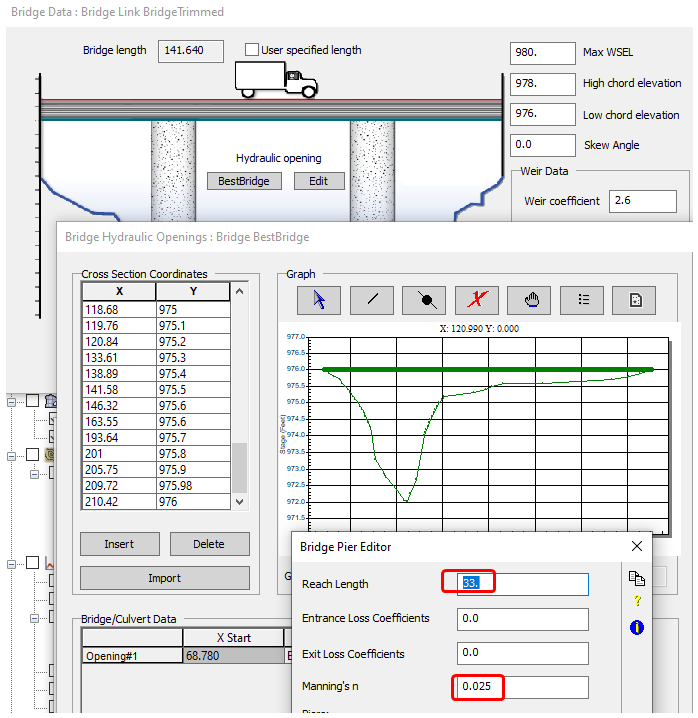 Bridge Data : Bridge Link BridgeTrimmed
Bridge length 141.640 User specified length
980. Max WSEL
978. High chord elevation
976. Low chord elevation
0.0 Skew Angle
Hydraulic opening
BestBridge Edit
Weir Data
Weir coefficient 2.6
Bridge Hydraulic Openings : Bridge BestBridge
Cross Section Coordinates
X Y
118.68 975
119.76 975.1
120.84 975.2
133.61 975.3
138.89 975.4
141.58 975.5
146.32 975.6
163.55 975.6
193.64 975.7
201 975.8
205.75 975.9
209.72 975.98
210.42 976
Insert Delete
Import
Graph
X: 120.990 Y: 0.000
977.0
976.5
976.0
975.5
975.0
974.5
974.0
973.5
973.0
972.5
972.0
971.5
Stage (Feet)
Bridge/Culvert Data
X Start
Opening#1 68.780
Bridge Pier Editor
Reach Length 33.
Entrance Loss Coefficients 0.0
Exit Loss Coefficients 0.0
Manning's n 0.025